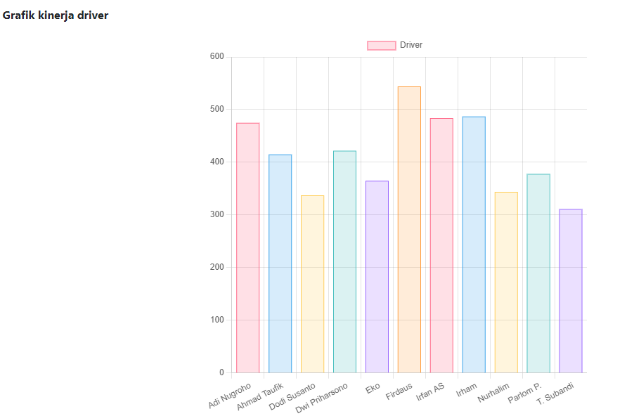 Grafik kinerja driver
Driver
600
500
400
300
200
100
0
Adi Nugroho
Ahmad Taufik
Dodi Susanto
Dwi Priharsono
Eko
Firdaus
Irfan AS
Irham
Nurhalim
Parlom P.
T. Subandi